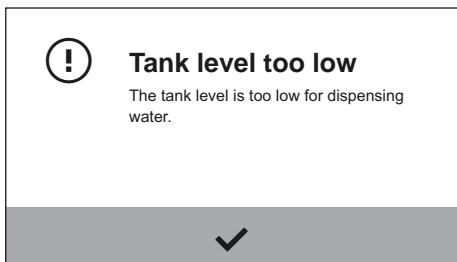 Tank level too low
The tank level is too low for dispensing
water.